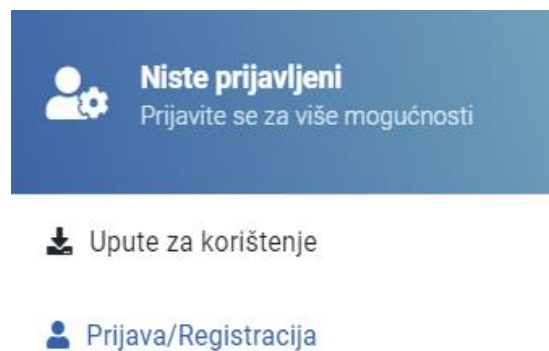 Niste prijavljeni
Prijavite se za više mogućnosti
Upute za korištenje
Prijava/Registracija